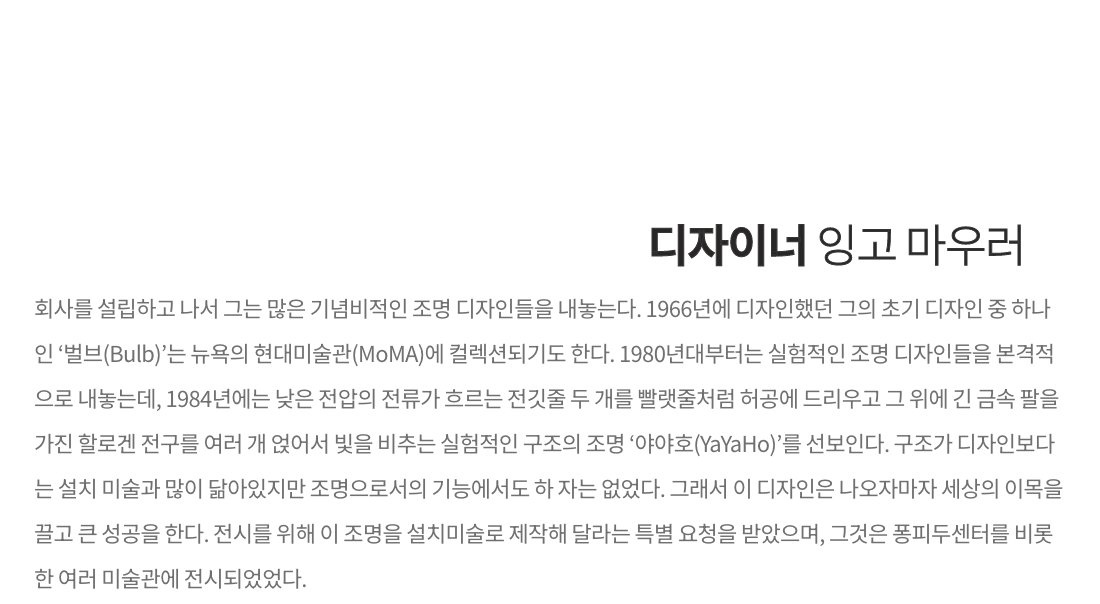 디자이너 잉고 마우러
회사를 설립하고 나서 그는 많은 기념비적인 조명 디자인들을 내놓는다. 1966년에 디자인했던 그의 초기 디자인 중 하나
인 ‘벌브(Bulb)’는 뉴욕의 현대미술관(MoMA)에 컬렉션되기도 한다. 1980년대부터는 실험적인 조명 디자인들을 본격적
으로 내놓는데, 1984년에는 낮은 전압의 전류가 흐르는 전깃줄 두 개를 빨랫줄처럼 허공에 드리우고 그 위에 긴 금속 팔을
가진 할로겐 전구를 여러 개 얹어서 빛을 비추는 실험적인 구조의 조명 ‘야야호(YaYaHo)’를 선보인다. 구조가 디자인보다
는 설치 미술과 많이 닮아있지만 조명으로서의 기능에서도 하 자는 없었다. 그래서 이 디자인은 나오자마자 세상의 이목을
끌고 큰 성공을 한다. 전시를 위해 이 조명을 설치미술로 제작해 달라는 특별 요청을 받았으며, 그것은 퐁피두센터를 비롯
한 여러 미술관에 전시되었었다.